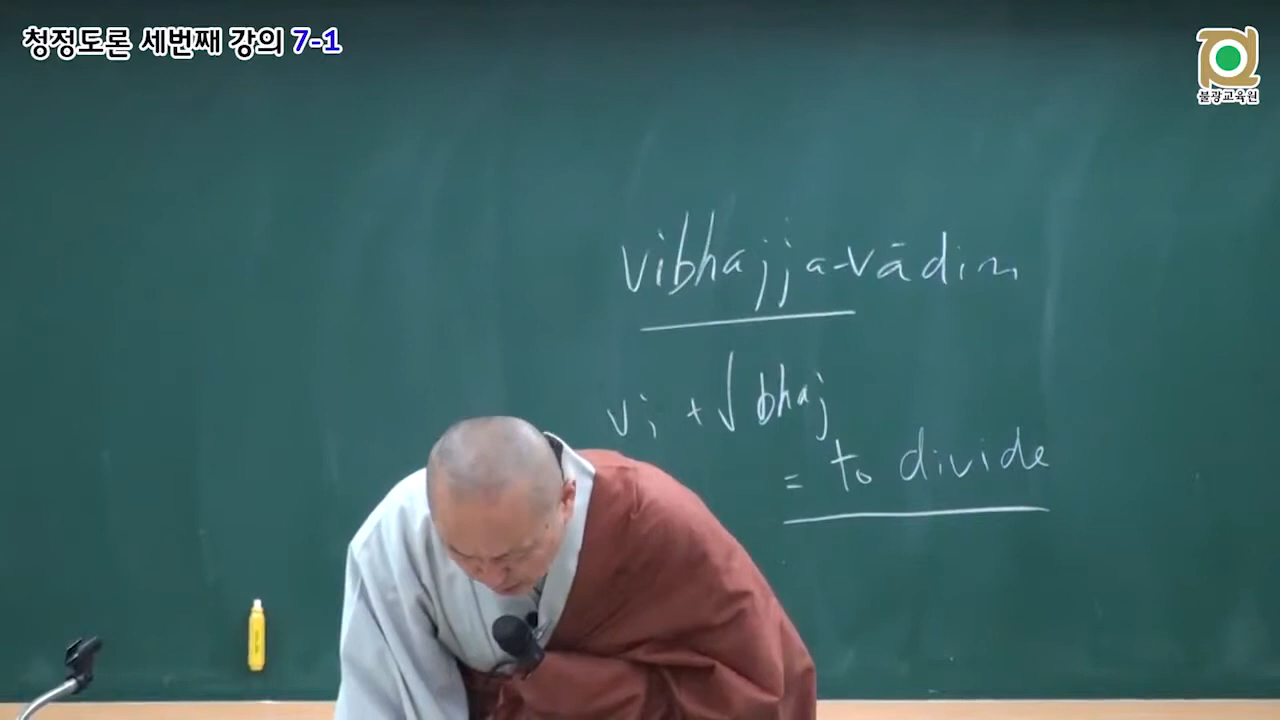 청정도론 세번째 강의 7-1
불광교육원
vibhajja-vādin
vi + √bhaj
= to divide